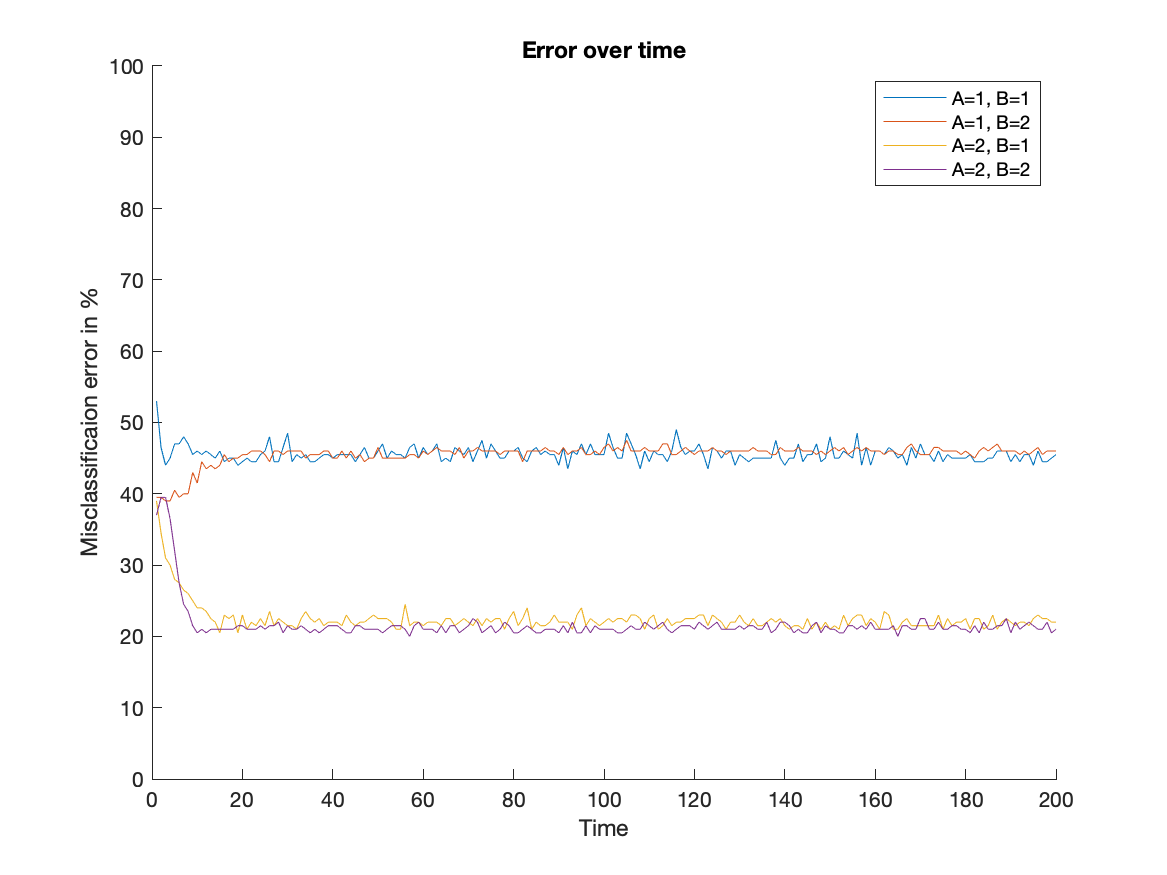 Error over time
100
90
80
70
60
50
40
30
20
10
0
Misclassificaion error in %
A=1, B=1
A=1, B=2
A=2, B=1
A=2, B=2
0 20 40 60 80 100 120 140 160 180 200
Time